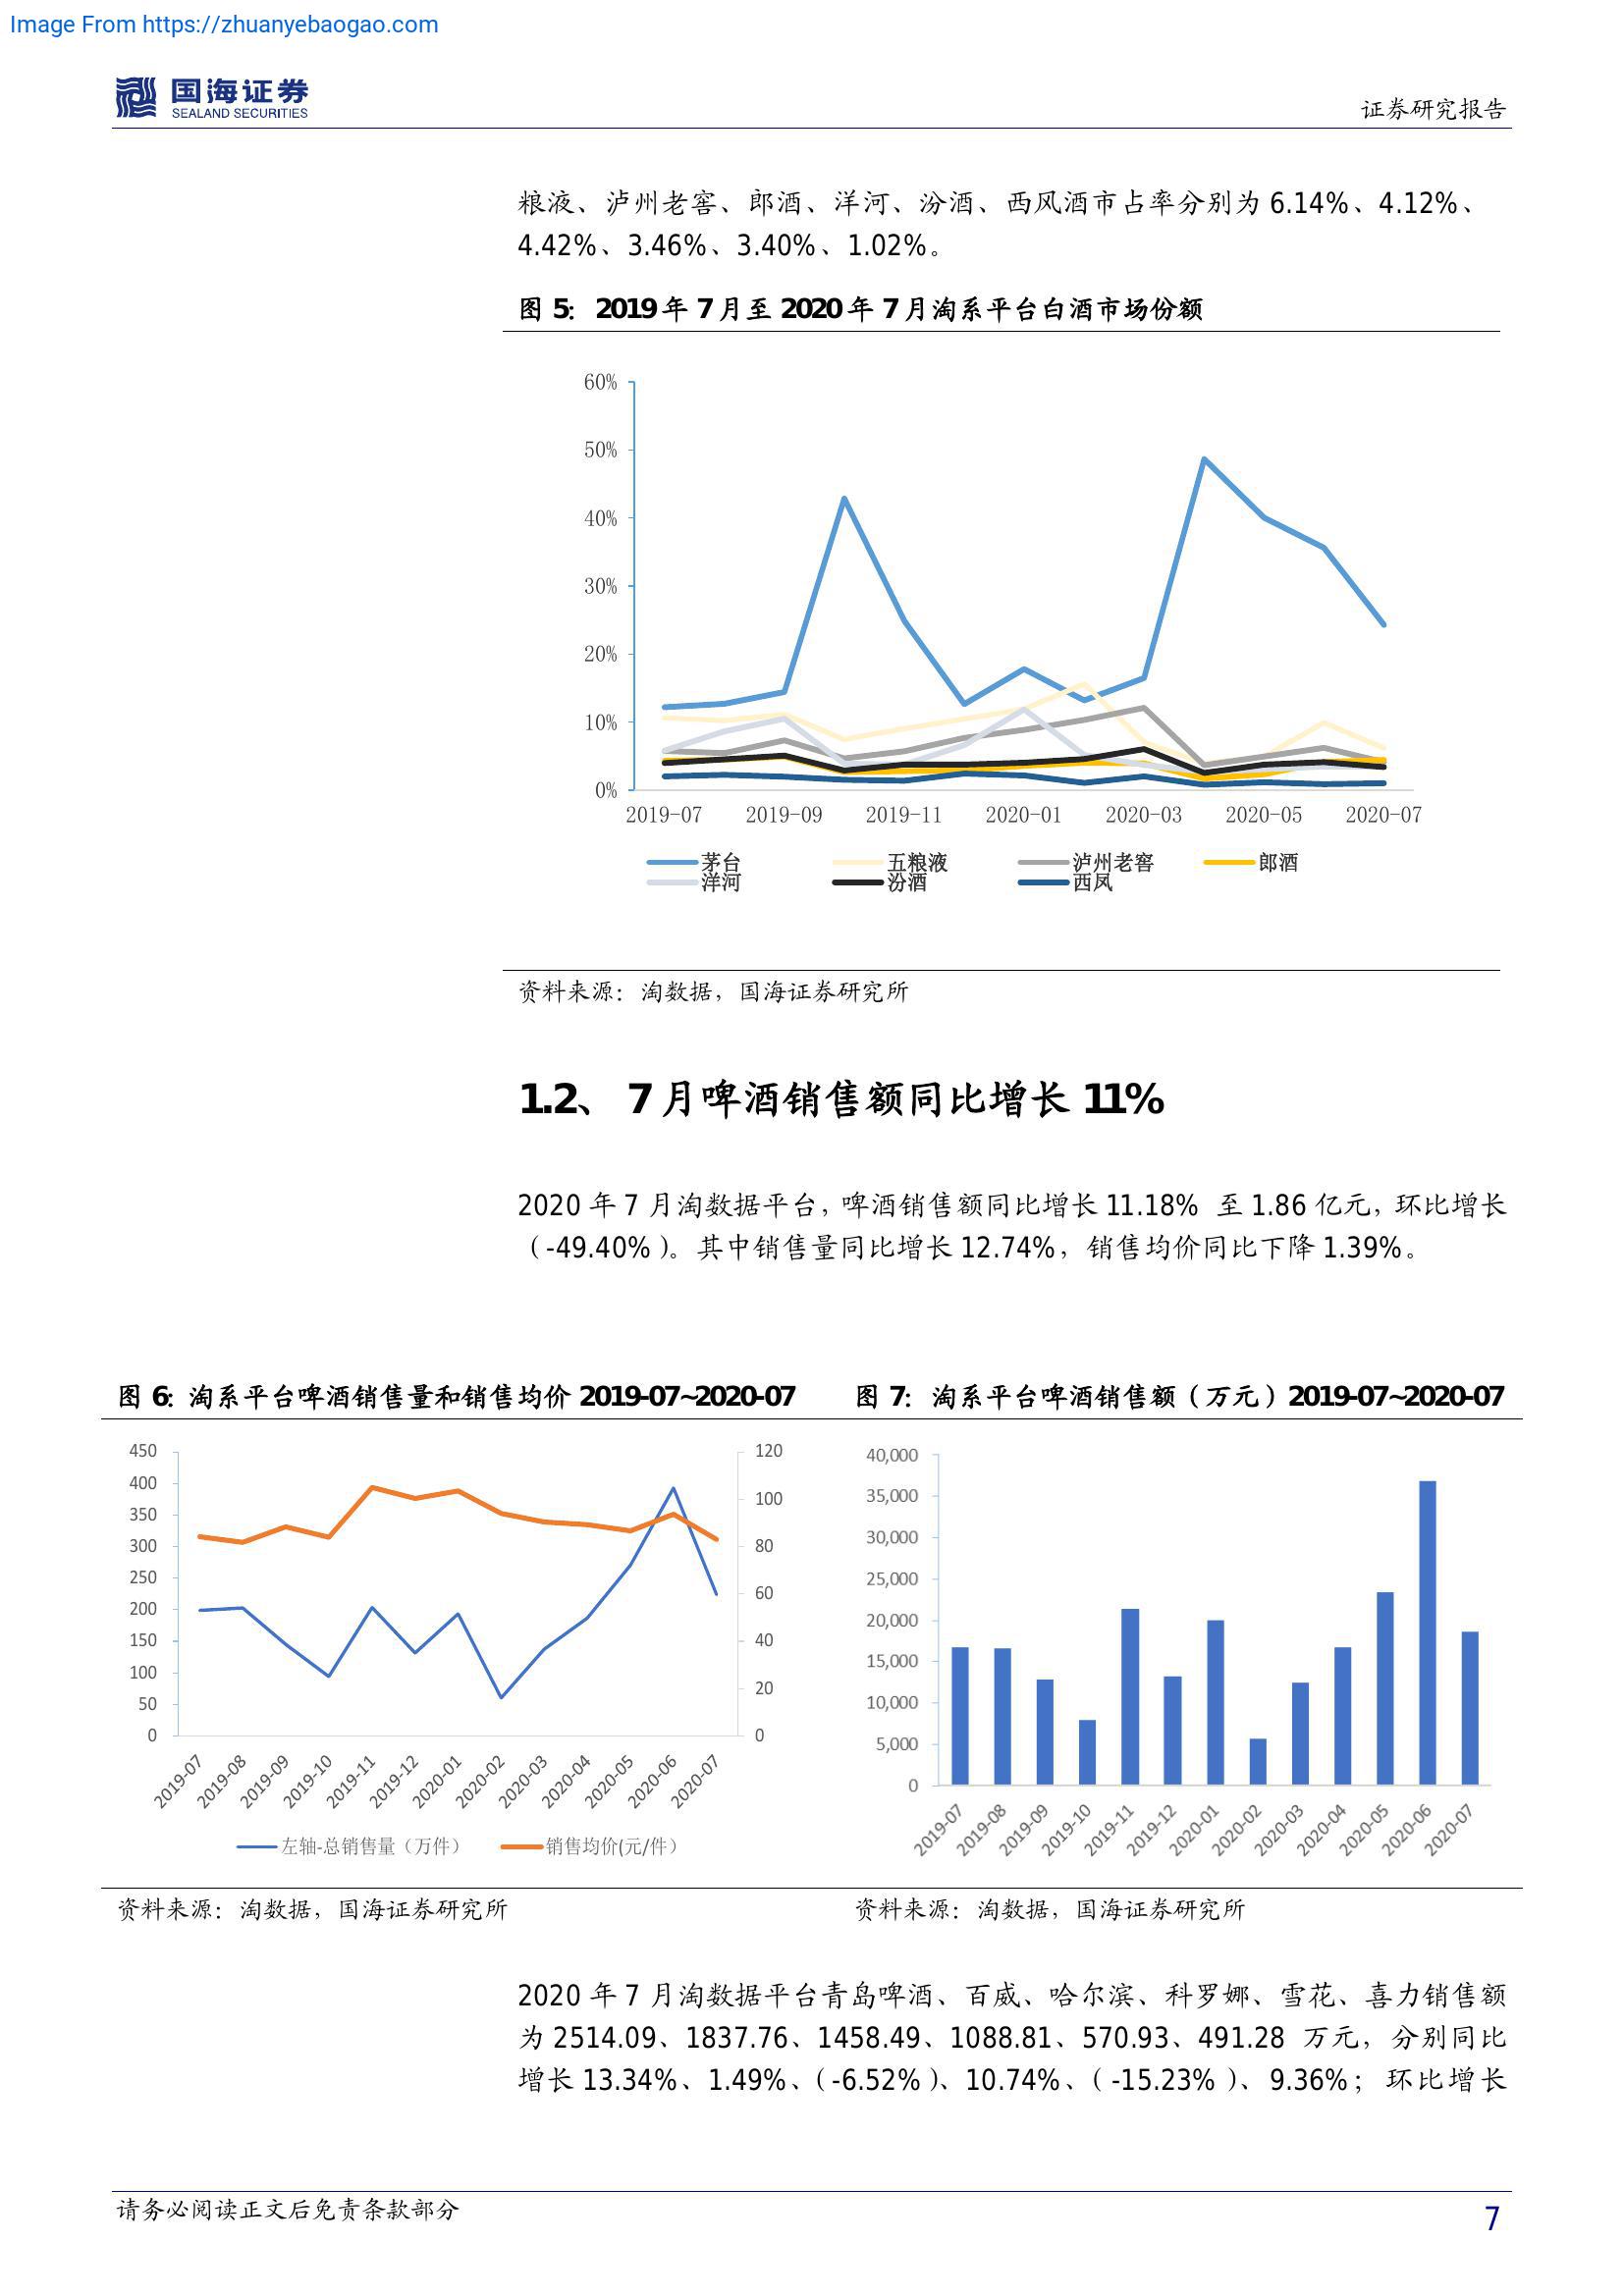 Image From https://zhuanyebaogao.com
国海证券
SEALAND SECURITIES
证券研究报告
粮液、泸州老窖、郎酒、洋河、汾酒、西风酒市占率分别为 6.14%、4.12%、
4.42%、3.46%、3.40%、1.02%。
图 5: 2019 年 7 月至 2020 年 7 月淘系平台白酒市场份额
60%
50%
40%
30%
20%
10%
0%
2019-07 2019-09 2019-11 2020-01 2020-03 2020-05 2020-07
茅台 五粮液 泸州老窖 郎酒
洋河 汾酒 西凤
资料来源：淘数据，国海证券研究所
1.2、 7 月啤酒销售额同比增长 11%
2020 年 7 月淘数据平台，啤酒销售额同比增长 11.18% 至 1.86 亿元，环比增长
（-49.40%）。其中销售量同比增长 12.74%，销售均价同比下降 1.39%。
图 6: 淘系平台啤酒销售量和销售均价 2019-07~2020-07
450
400
350
300
250
200
150
100
50
0
120
100
80
60
40
20
0
2019-07 2019-08 2019-09 2019-10 2019-11 2019-12 2020-01 2020-02 2020-03 2020-04 2020-05 2020-06 2020-07
左轴-总销售量（万件） 销售均价(元/件）
资料来源：淘数据，国海证券研究所
图 7: 淘系平台啤酒销售额（万元）2019-07~2020-07
40,000
35,000
30,000
25,000
20,000
15,000
10,000
5,000
0
2019-07 2019-08 2019-09 2019-10 2019-11 2019-12 2020-01 2020-02 2020-03 2020-04 2020-05 2020-06 2020-07
资料来源：淘数据，国海证券研究所
2020 年 7 月淘数据平台青岛啤酒、百威、哈尔滨、科罗娜、雪花、喜力销售额
为 2514.09、1837.76、1458.49、1088.81、570.93、491.28 万元，分别同比
增长 13.34%、1.49%、（-6.52%）、10.74%、（-15.23%）、9.36%；环比增长
请务必阅读正文后免责条款部分
7